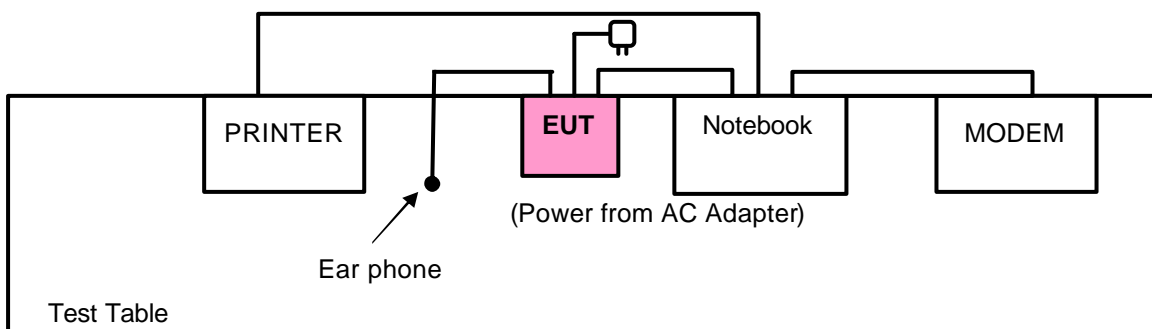 PRINTER
EUT
Notebook
MODEM
(Power from AC Adapter)
Ear phone
Test Table